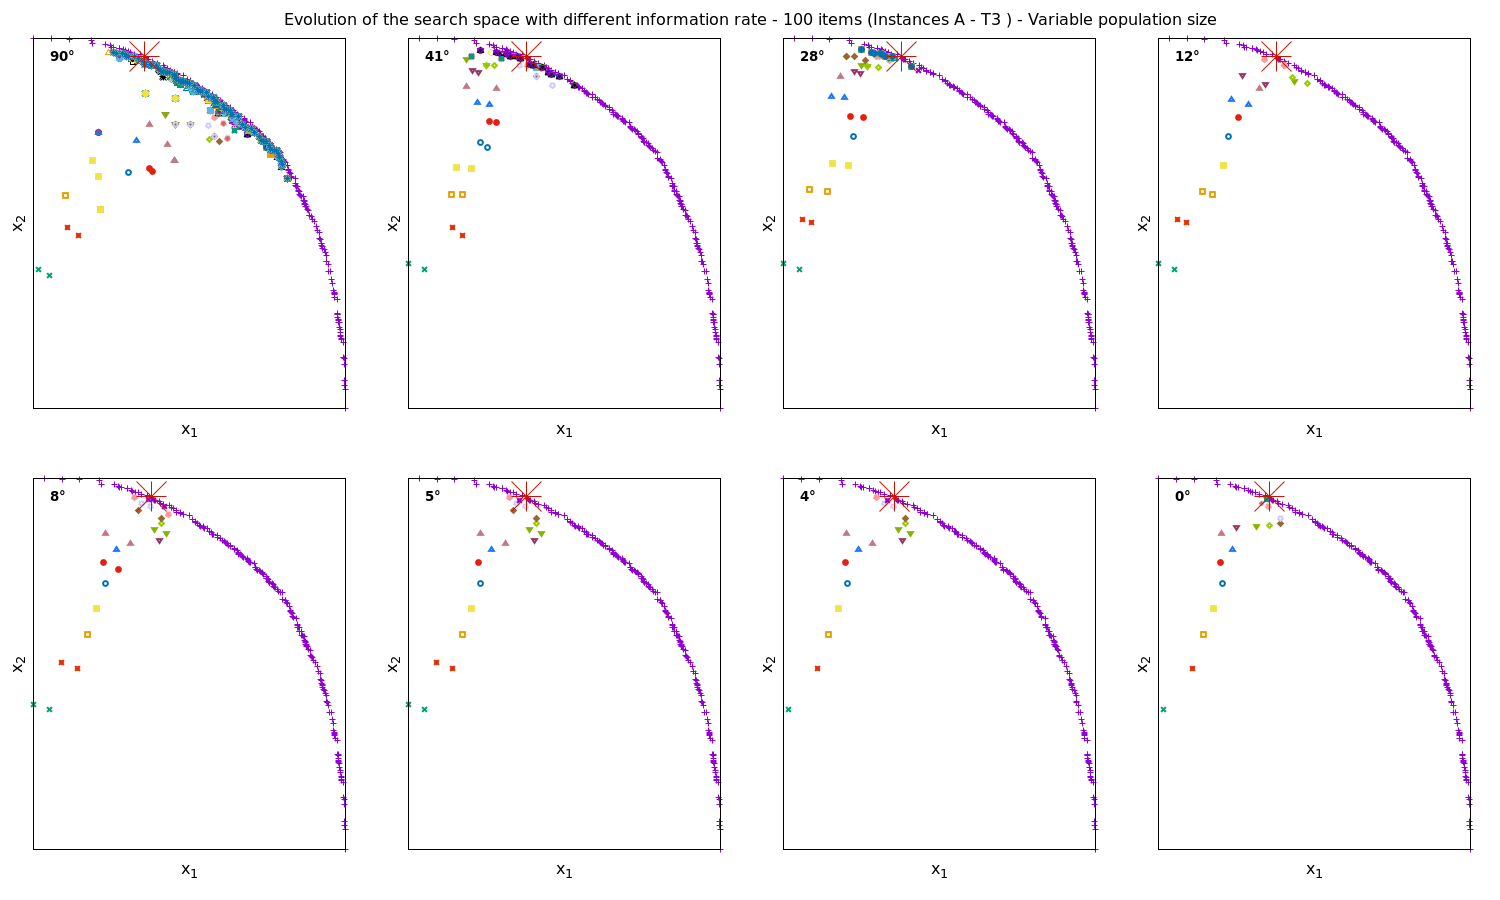 Evolution of the search space with different information rate - 100 items (Instances A - T3 ) - Variable population size
90°
41°
28°
12°
x2
x2
x2
x2
x1
x1
x1
x1
8°
5°
4°
0°
x2
x2
x2
x2
x1
x1
x1
x1